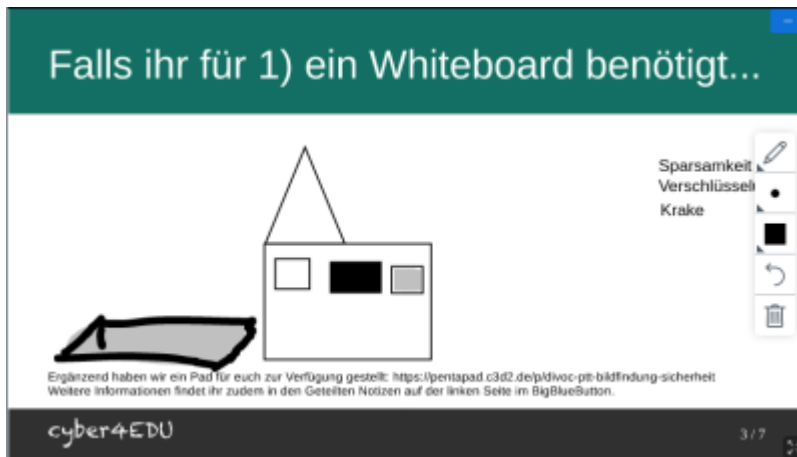 Falls ihr für 1) ein Whiteboard benötigt...
Sparsamkeit
Verschlüsselu
Krake
Ergänzend haben wir ein Pad für euch zur Verfügung gestellt: https://pentapad.c3d2.de/p/divoc-ptt-bildfindung-sicherheit
Weitere Informationen findet ihr zudem in den Geteilten Notizen auf der linken Seite im BigBlueButton.
cyber4EDU
3/7